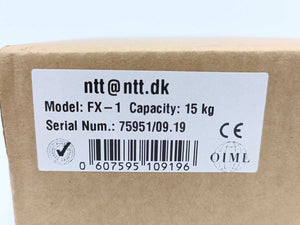 ntt@ntt.dk
Model: FX-1 Capacity: 15 kg
Serial Num.: 75951/09.19
CE
OIML
0 607595 109196